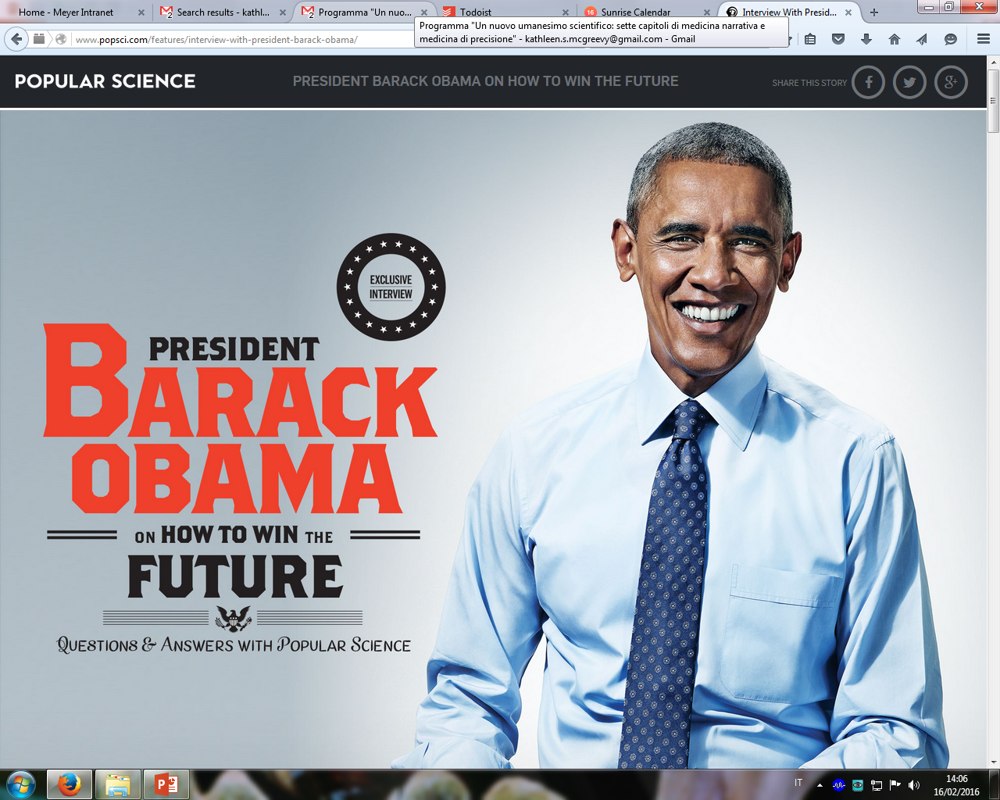 Home - Meyer Intranet
Search results - kathl...
Programma "Un nuo...
Todoist
16
Sunrise Calendar
Interview With Presid...
www.popsci.com/features/interview-with-president-barack-obama/
Programma "Un nuovo umanesimo scientifico: sette capitoli di medicina narrativa e
medicina di precisione" - kathleen.s.mcgreevy@gmail.com - Gmail
POPULAR SCIENCE
PRESIDENT BARACK OBAMA ON HOW TO WIN THE FUTURE
SHARE THIS STORY
EXCLUSIVE
INTERVIEW
PRESIDENT
BARACK
OBAMA
ON HOW TO WIN THE
FUTURE
QUESTIONS & ANSWERS WITH POPULAR SCIENCE
IT
14:06
16/02/2016